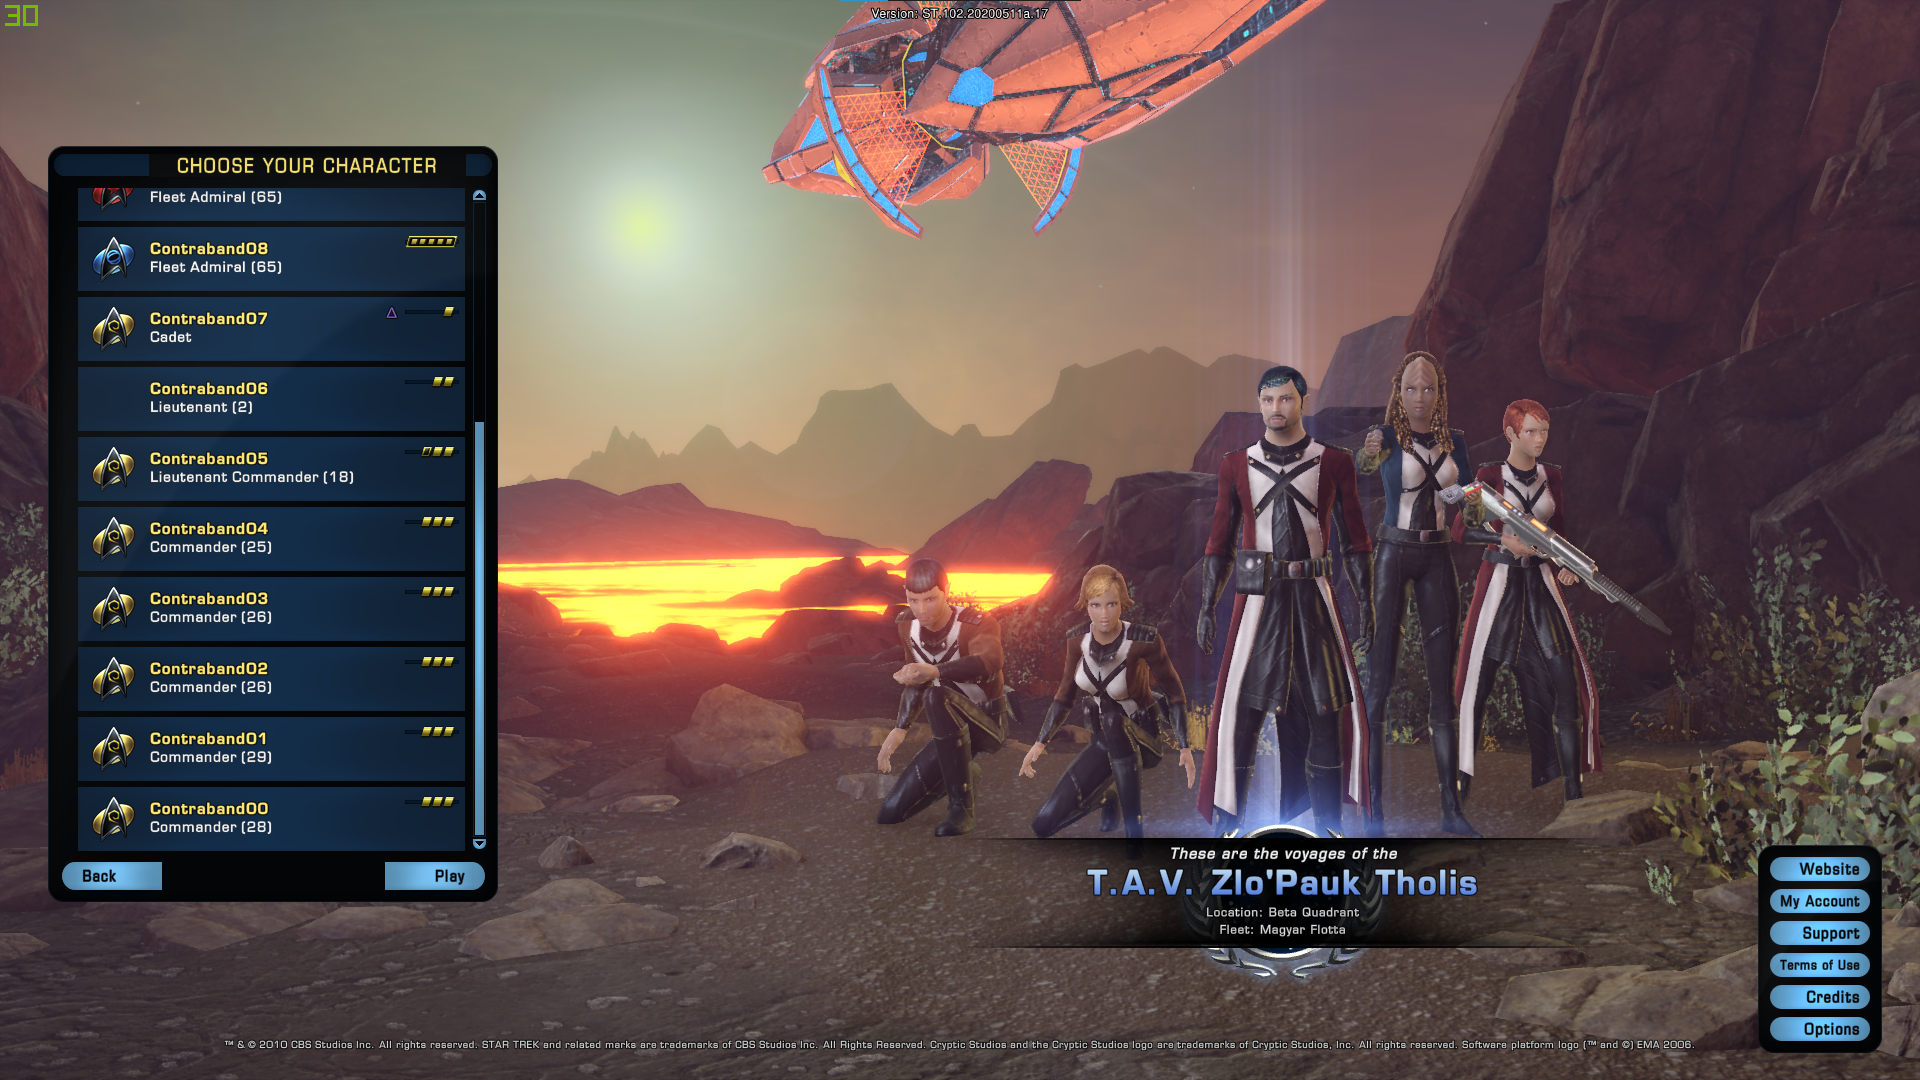 30
Version: ST.102.20200511a.17
CHOOSE YOUR CHARACTER
Fleet Admiral (65)
Contraband08
Fleet Admiral (65)
Contraband07
Cadet
Contraband06
Lieutenant (2)
Contraband05
Lieutenant Commander (18)
Contraband04
Commander (25)
Contraband03
Commander (26)
Contraband02
Commander (26)
Contraband01
Commander (29)
Contraband00
Commander (28)
Back
Play
These are the voyages of the
T.A.V. Zlo'Pauk Tholis
Location: Beta Quadrant
Fleet: Magyar Flotta
Website
My Account
Support
Terms of Use
Credits
Options
™ & © 2010 CBS Studios Inc. All rights reserved. STAR TREK and related marks are trademarks of CBS Studios Inc. All Rights Reserved. Cryptic Studios and the Cryptic Studios logo are trademarks of Cryptic Studios, Inc. All rights reserved. Software platform logo (™ and ©) EMA 2006.